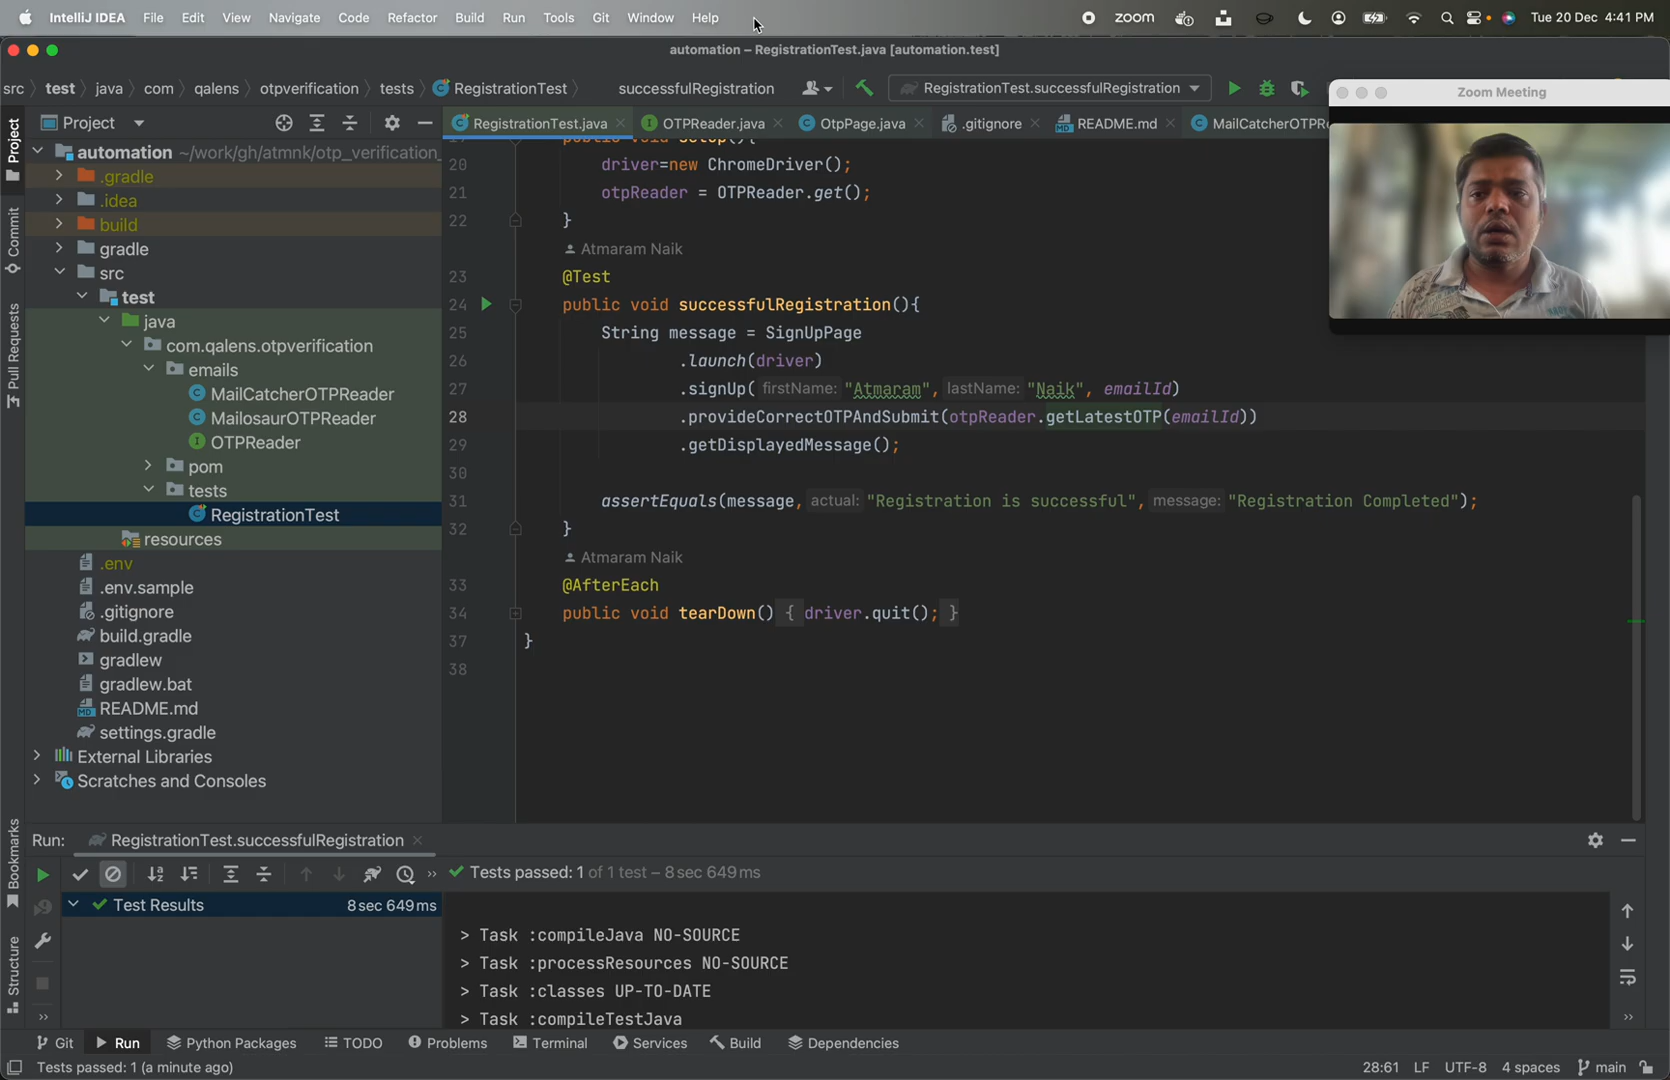 IntelliJ IDEA File Edit View Navigate Code Refactor Build Run Tools Git Window Help zoom Tue 20 Dec 4:41 PM
automation – RegistrationTest.java [automation.test]
src test java com qalens otpverification tests RegistrationTest successfulRegistration RegistrationTest.successfulRegistration
Zoom Meeting
Project
RegistrationTest.java OTPReader.java OtpPage.java .gitignore README.md MailCatcherOTPRe
Project
Commit
Pull Requests
Bookmarks
Structure
automation ~/work/gh/atmnk/otp_verification_
.gradle
.idea
build
gradle
src
test
java
com.qalens.otpverification
emails
MailCatcherOTPReader
MailosaurOTPReader
OTPReader
pom
tests
RegistrationTest
resources
.env
.env.sample
.gitignore
build.gradle
gradlew
gradlew.bat
README.md
settings.gradle
External Libraries
Scratches and Consoles
20 driver=new ChromeDriver();
21 otpReader = OTPReader.get();
22 }
Atmaram Naik
23 @Test
24 public void successfulRegistration(){
25 String message = SignUpPage
26 .launch(driver)
27 .signUp( firstName: "Atmaram", lastName: "Naik", emailId)
28 .provideCorrectOTPAndSubmit(otpReader.getLatestOTP(emailId))
29 .getDisplayedMessage();
30
31 assertEquals(message, actual: "Registration is successful", message: "Registration Completed");
32 }
Atmaram Naik
33 @AfterEach
34 public void tearDown() { driver.quit(); }
37 }
38
Run: RegistrationTest.successfulRegistration
Tests passed: 1 of 1 test – 8 sec 649 ms
Test Results 8 sec 649 ms
> Task :compileJava NO-SOURCE
> Task :processResources NO-SOURCE
> Task :classes UP-TO-DATE
> Task :compileTestJava
Git Run Python Packages TODO Problems Terminal Services Build Dependencies
Tests passed: 1 (a minute ago) 28:61 LF UTF-8 4 spaces main